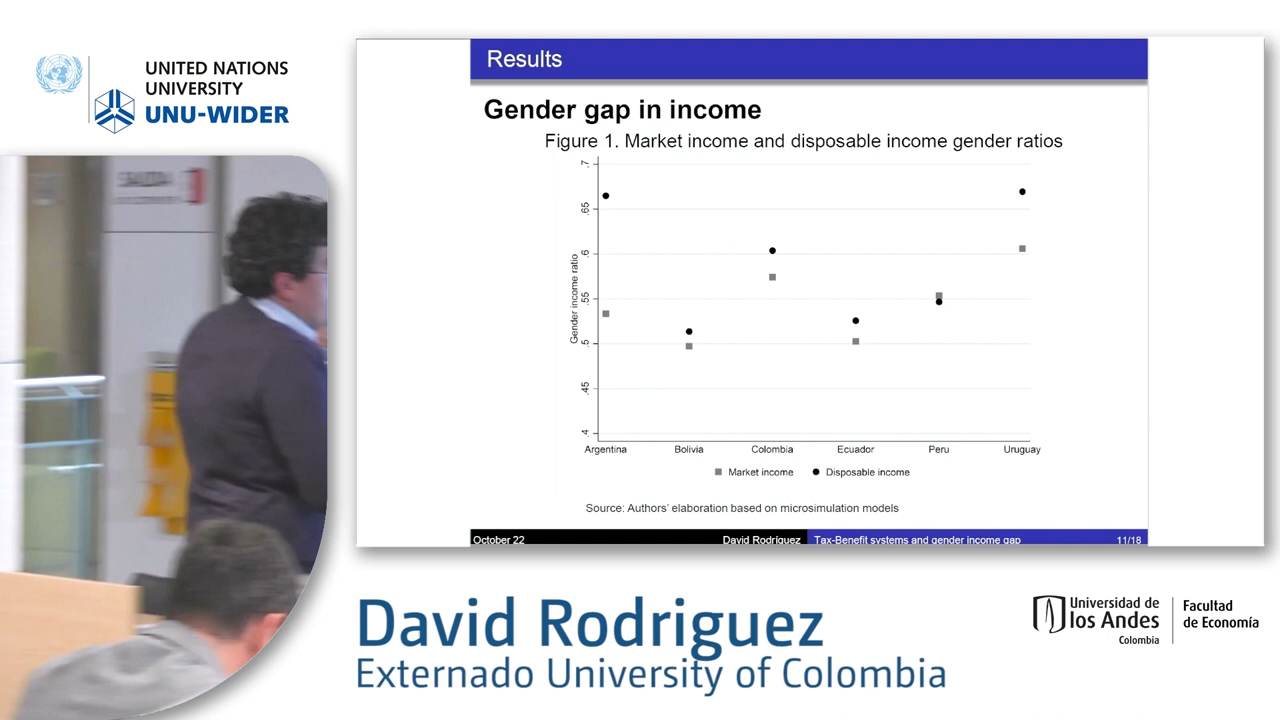 UNITED NATIONS
UNIVERSITY
UNU-WIDER
SALIDA
Results
Gender gap in income
Figure 1. Market income and disposable income gender ratios
Gender income ratio
.7
.65
.6
.55
.5
.45
.4
Argentina Bolivia Colombia Ecuador Peru Uruguay
Market income Disposable income
Source: Authors' elaboration based on microsimulation models
October 22 David Rodríguez Tax-Benefit systems and gender income gap 11/18
David Rodriguez
Externado University of Colombia
Universidad de
los Andes
Colombia
Facultad
de Economía